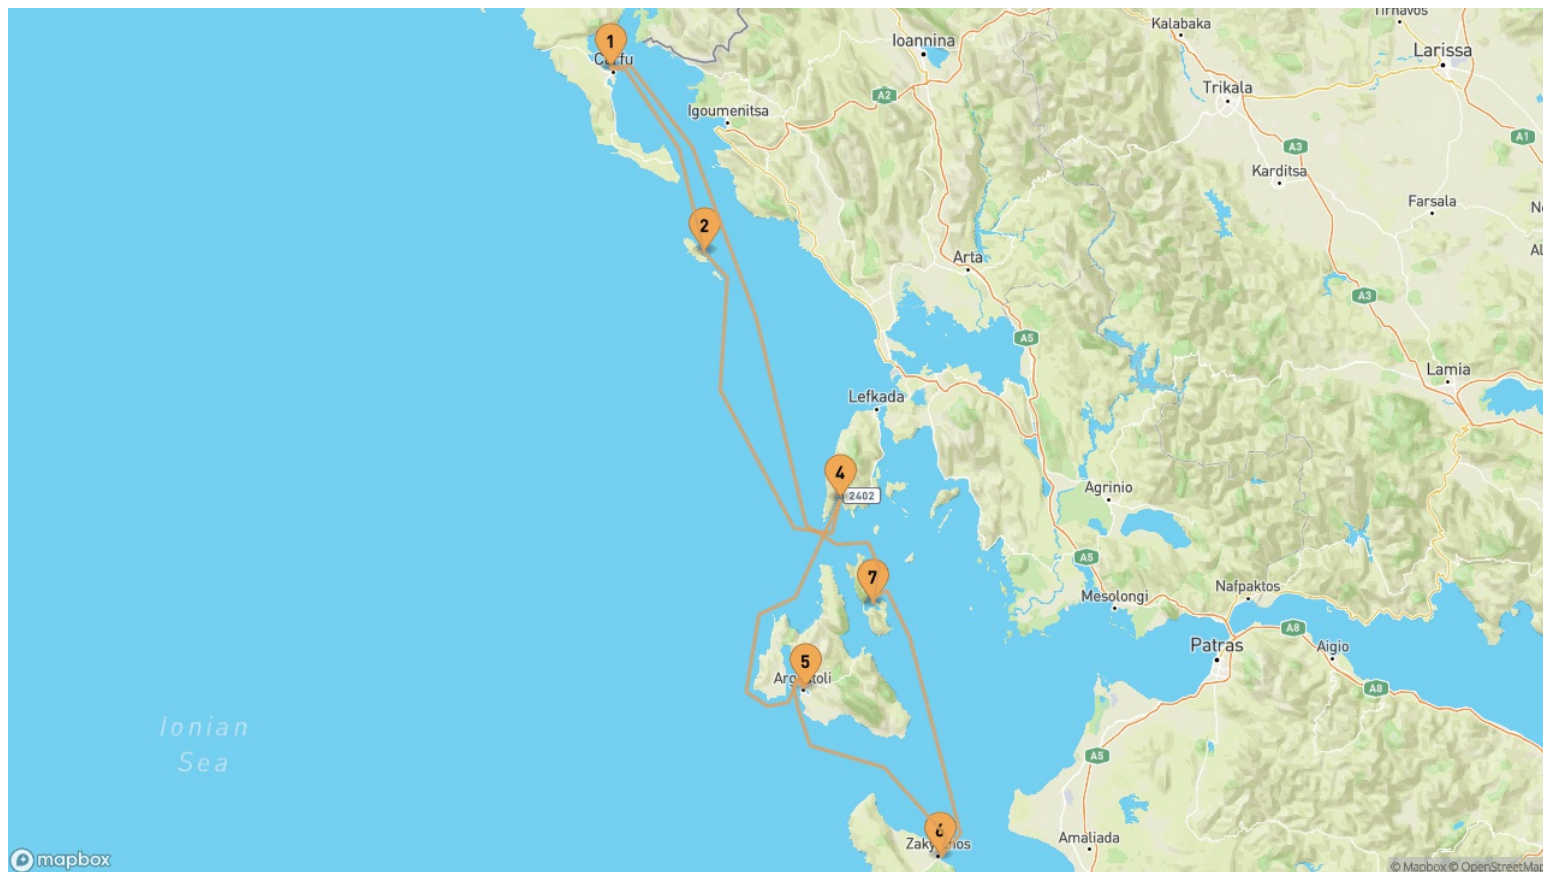 Kalabaka
Tirnavos
Ioannina
Larissa
1
Corfu
Trikala
A2
Igoumenitsa
A1
A3
Karditsa
Farsala
2
Arta
A3
A5
Lamia
Lefkada
4
2402
Agrinio
A5
7
Nafpaktos
Mesolongi
A8
Patras
Aigio
5
Argostoli
A8
Ionian
Sea
A5
6
Zakynthos
Amaliada
mapbox
© Mapbox © OpenStreetMap